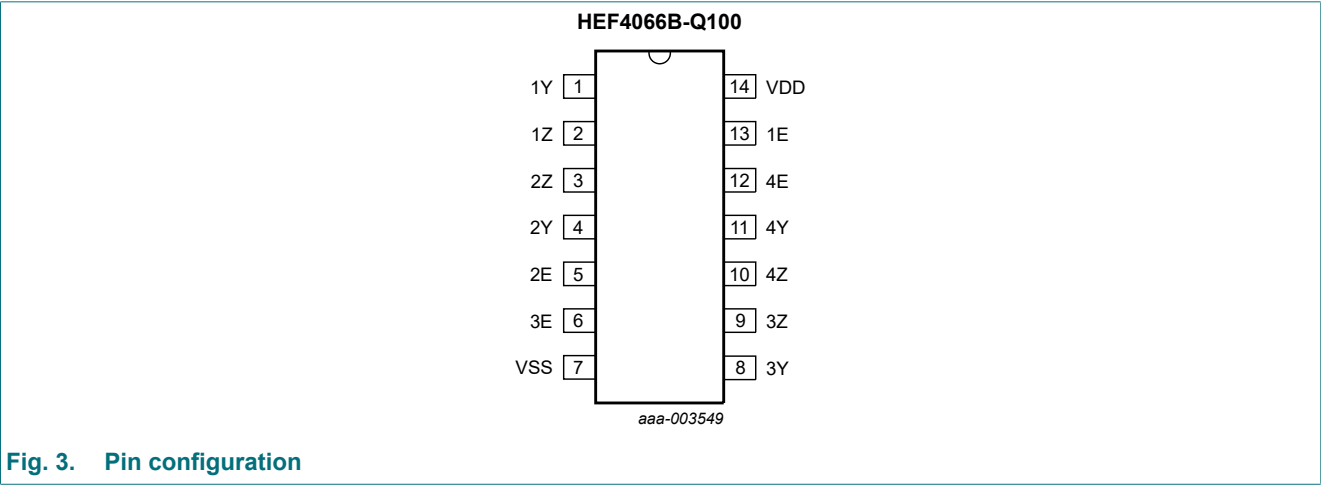 HEF4066B-Q100
1Y 1 14 VDD
1Z 2 13 1E
2Z 3 12 4E
2Y 4 11 4Y
2E 5 10 4Z
3E 6 9 3Z
VSS 7 8 3Y
aaa-003549
Fig. 3. Pin configuration